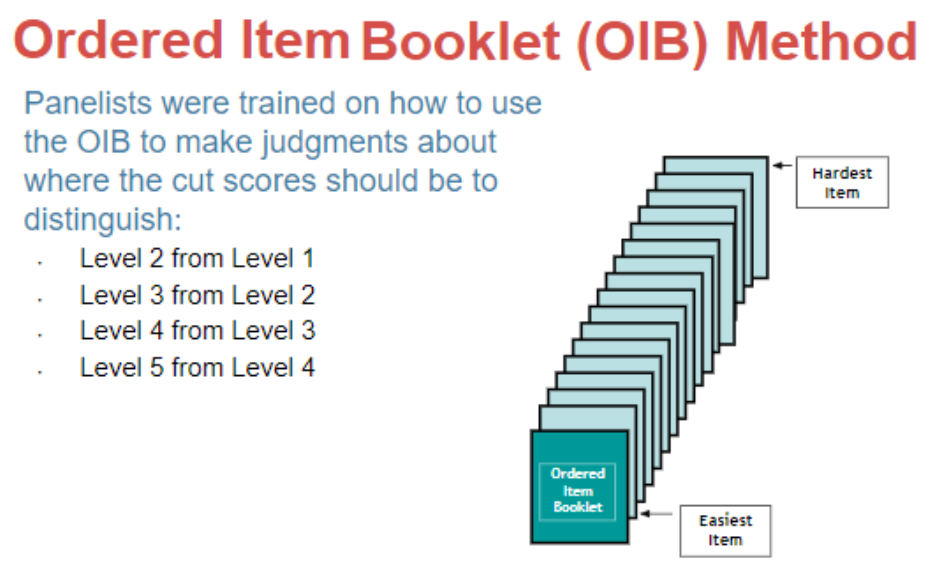 Ordered Item Booklet (OIB) Method
Panelists were trained on how to use
the OIB to make judgments about
where the cut scores should be to
distinguish:
· Level 2 from Level 1
· Level 3 from Level 2
· Level 4 from Level 3
· Level 5 from Level 4
Hardest
Item
Ordered
Item
Booklet
Easiest
Item